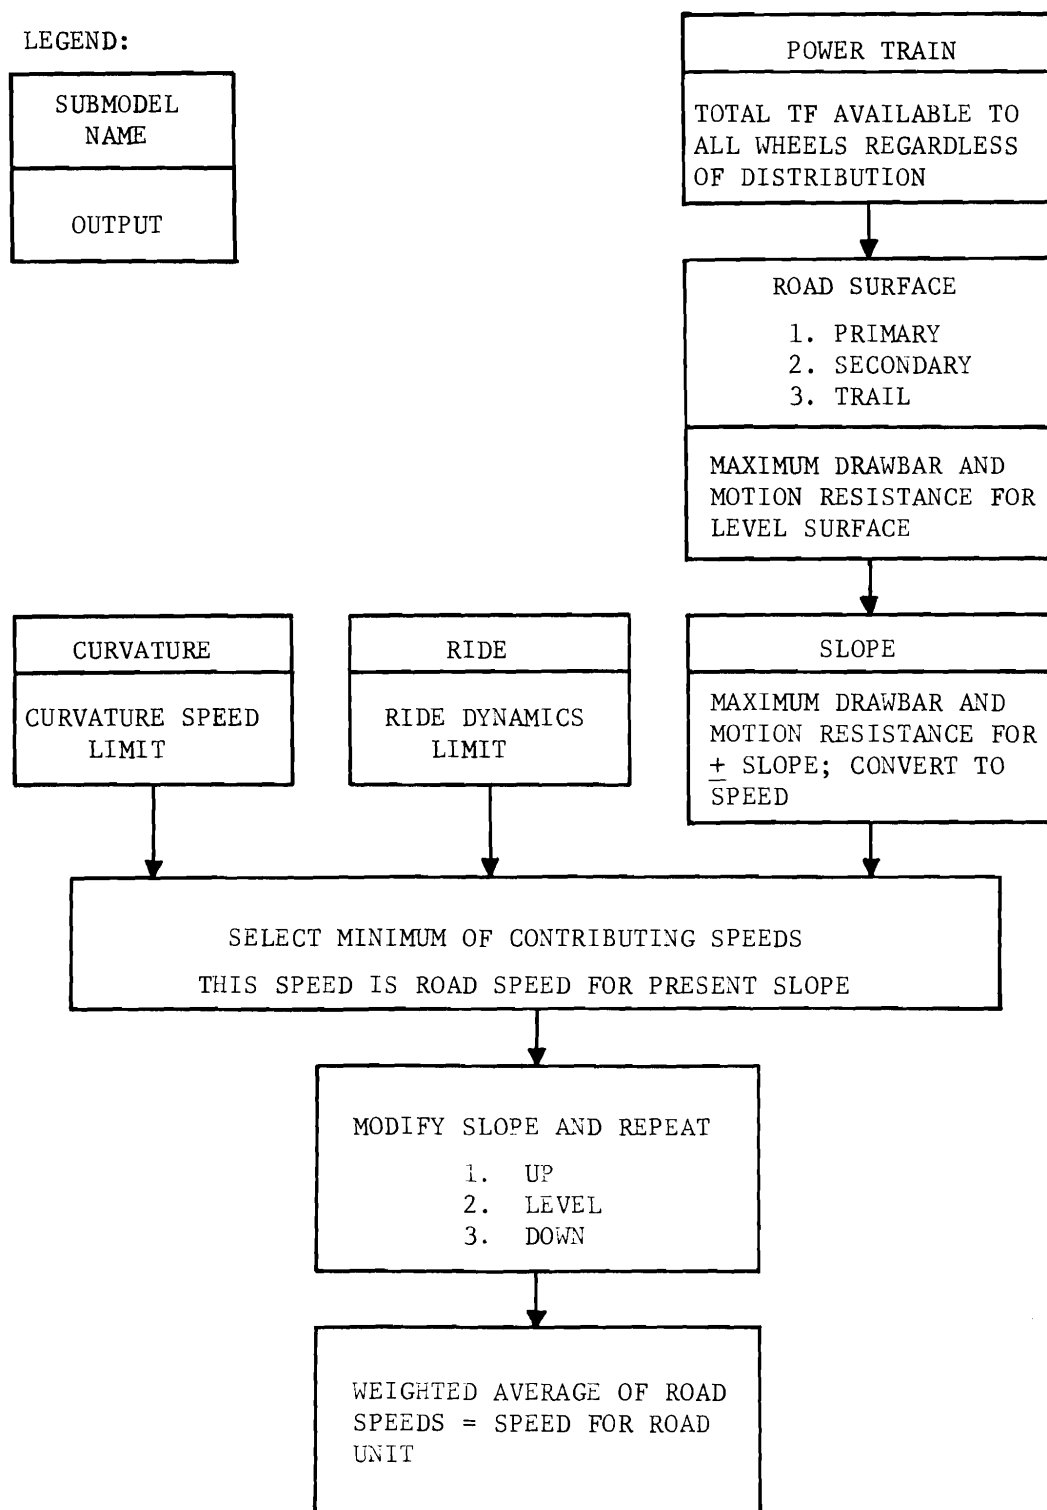 LEGEND:
SUBMODEL
NAME
OUTPUT
POWER TRAIN
TOTAL TF AVAILABLE TO
ALL WHEELS REGARDLESS
OF DISTRIBUTION
ROAD SURFACE
1. PRIMARY
2. SECONDARY
3. TRAIL
MAXIMUM DRAWBAR AND
MOTION RESISTANCE FOR
LEVEL SURFACE
CURVATURE
CURVATURE SPEED
LIMIT
RIDE
RIDE DYNAMICS
LIMIT
SLOPE
MAXIMUM DRAWBAR AND
MOTION RESISTANCE FOR
± SLOPE; CONVERT TO
SPEED
SELECT MINIMUM OF CONTRIBUTING SPEEDS
THIS SPEED IS ROAD SPEED FOR PRESENT SLOPE
MODIFY SLOPE AND REPEAT
1. UP
2. LEVEL
3. DOWN
WEIGHTED AVERAGE OF ROAD
SPEEDS = SPEED FOR ROAD
UNIT